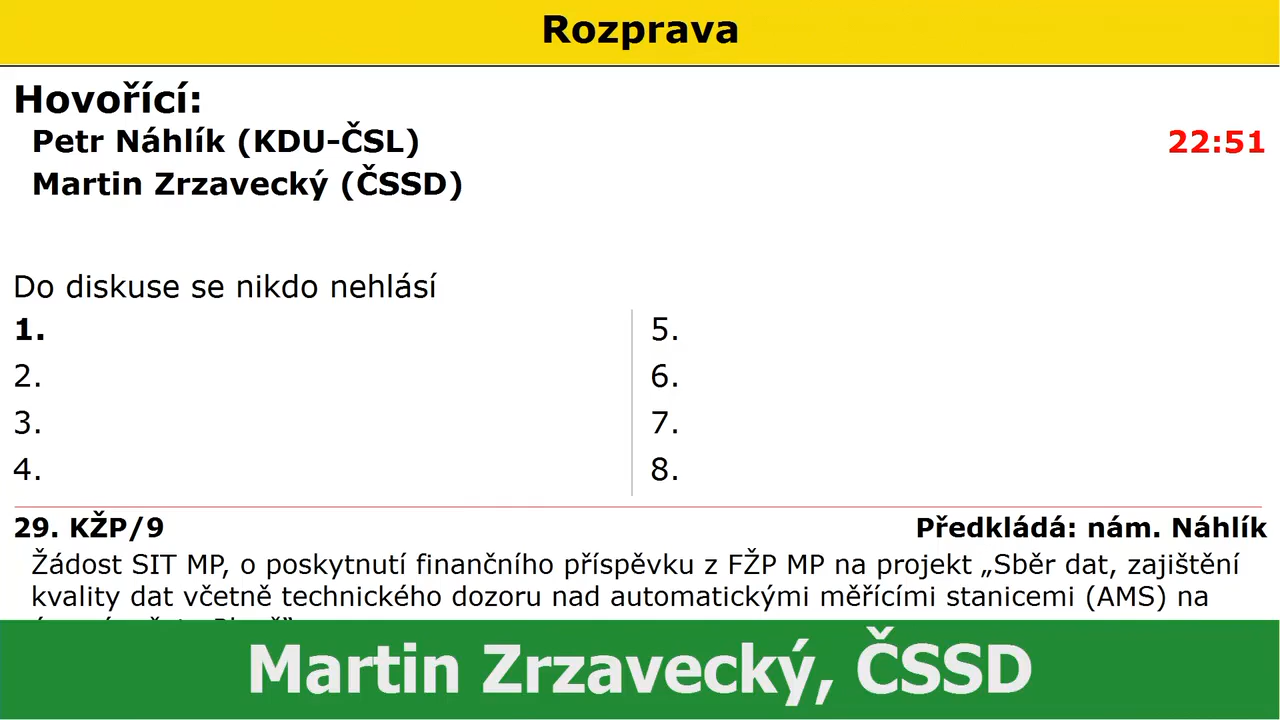 Rozprava
Hovořící:
Petr Náhlík (KDU-ČSL) 22:51
Martin Zrzavecký (ČSSD)
Do diskuse se nikdo nehlásí
1. 5.
2. 6.
3. 7.
4. 8.
29. KŽP/9 Předkládá: nám. Náhlík
Žádost SIT MP, o poskytnutí finančního příspěvku z FŽP MP na projekt „Sběr dat, zajištění
kvality dat včetně technického dozoru nad automatickými měřícími stanicemi (AMS) na
Martin Zrzavecký, ČSSD